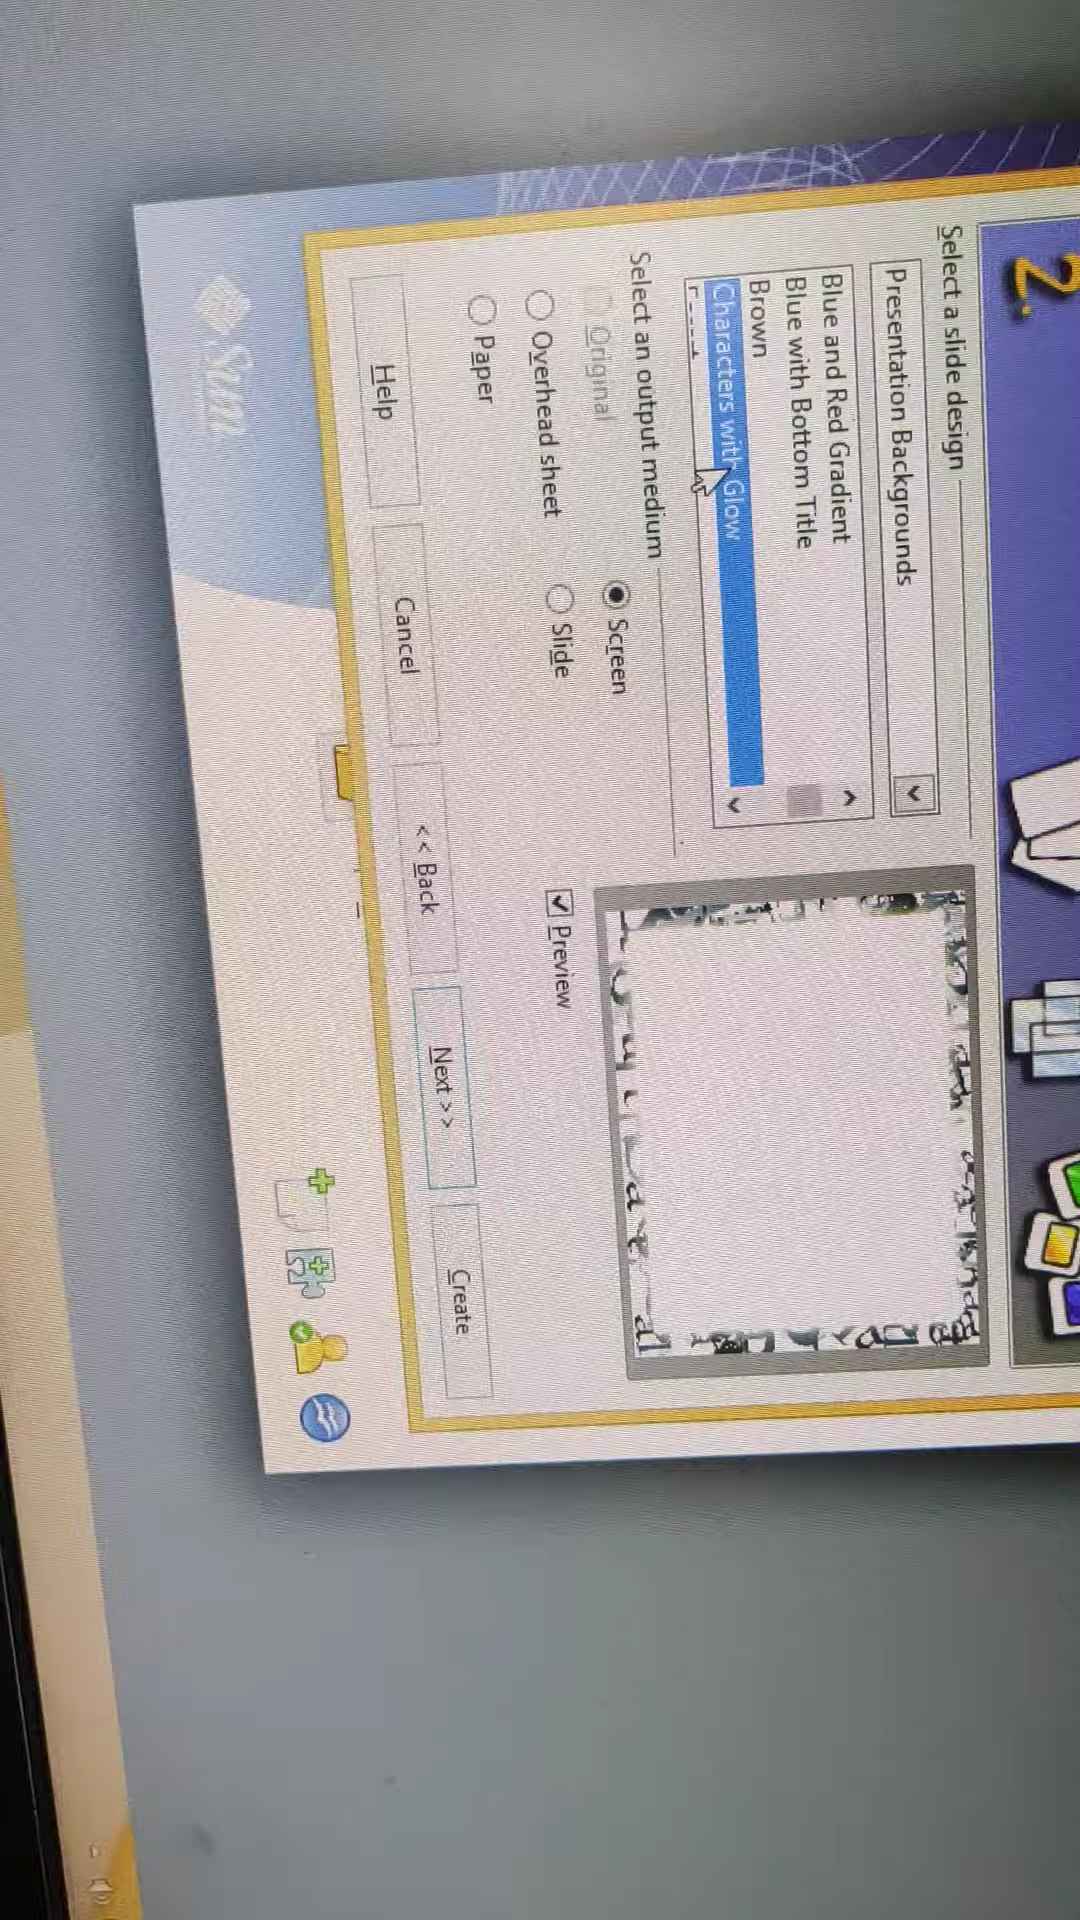 2.
Select a slide design
Presentation Backgrounds
Blue and Red Gradient
Blue with Bottom Title
Brown
Characters with Glow
Select an output medium
Original
Screen
Overhead sheet
Slide
Paper
Preview
Help
Cancel
<< Back
Next >>
Create
Sun